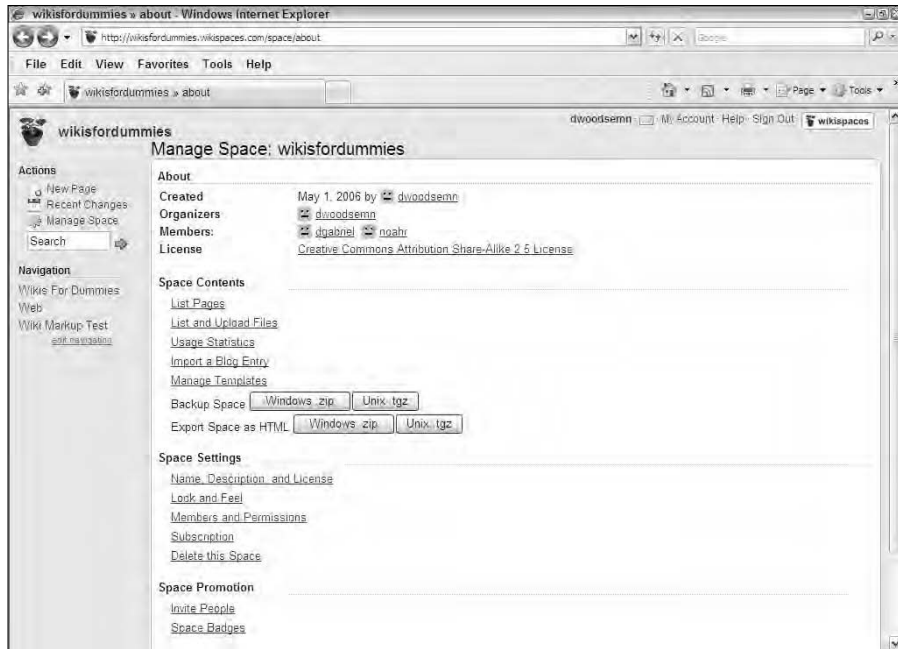 wikisfordummies » about - Windows Internet Explorer
http://wikisfordummies.wikispaces.com/space/about
Google
File Edit View Favorites Tools Help
wikisfordummies » about
Page Tools
dwoodsemn My Account Help Sign Out wikispaces
wikisfordummies
Manage Space: wikisfordummies
Actions
New Page
Recent Changes
Manage Space
Search
Navigation
Wikis For Dummies
Web
Wiki Markup Test
edit navigation
About
Created May 1, 2006 by dwoodsemn
Organizers dwoodsemn
Members: dgabriel noahr
License Creative Commons Attribution Share-Alike 2.5 License
Space Contents
List Pages
List and Upload Files
Usage Statistics
Import a Blog Entry
Manage Templates
Backup Space Windows .zip Unix .tgz
Export Space as HTML Windows .zip Unix .tgz
Space Settings
Name, Description, and License
Look and Feel
Members and Permissions
Subscription
Delete this Space
Space Promotion
Invite People
Space Badges